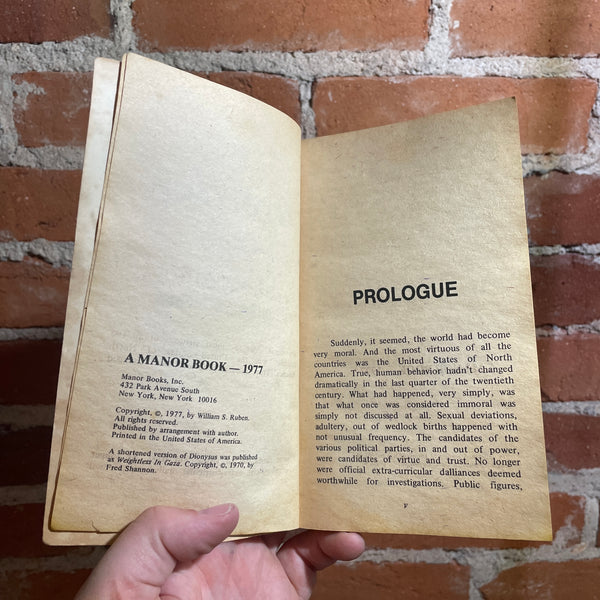 A MANOR BOOK — 1977
Manor Books, Inc.
432 Park Avenue South
New York, New York 10016
Copyright, ©, 1977, by William S. Ruben.
All rights reserved.
Published by arrangement with author.
Printed in the United States of America.
A shortened version of Dionysus was published
as Weightless In Gaza. Copyright, ©, 1970, by
Fred Shannon.
PROLOGUE
Suddenly, it seemed, the world had become
very moral. And the most virtuous of all the
countries was the United States of North
America. True, human behavior hadn't changed
dramatically in the last quarter of the twentieth
century. What had happened, very simply, was
that what once was considered immoral was
simply not discussed at all. Sexual deviations,
adultery, out of wedlock births happened with
not unusual frequency. The candidates of the
various political parties, in and out of power,
were candidates of virtue and trust. No longer
were official extra-curricular dalliances deemed
worthwhile for investigations. Public figures,
v